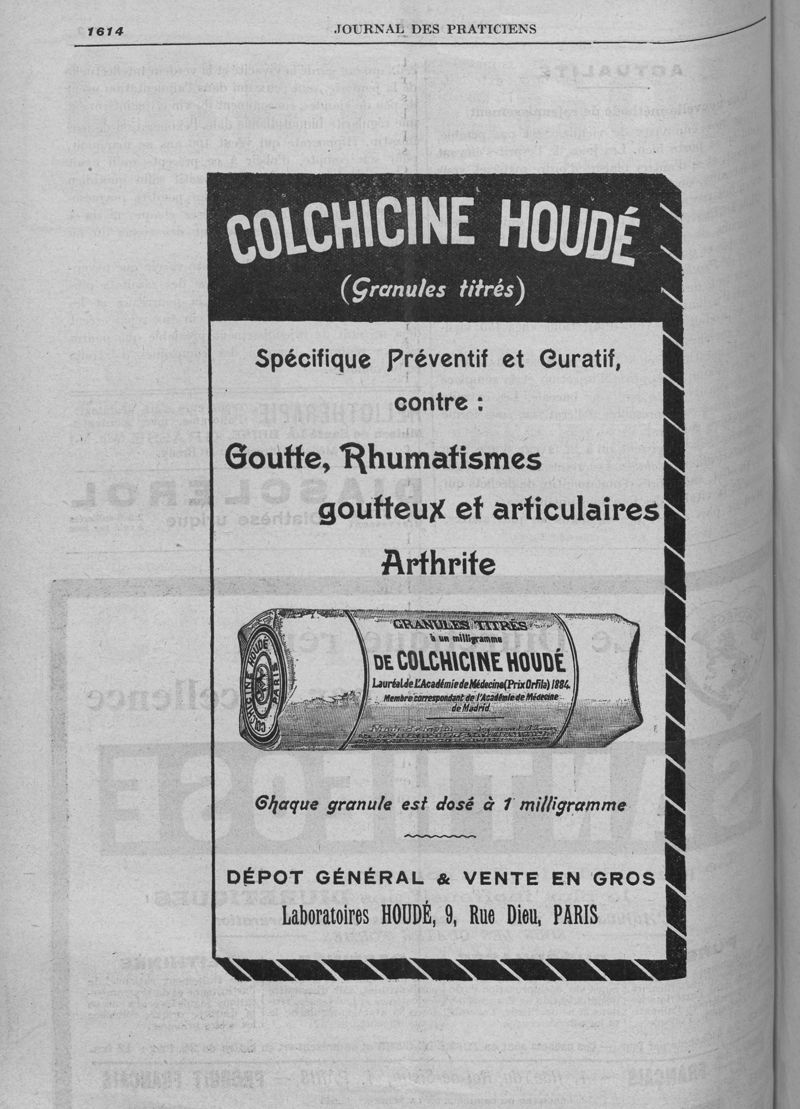 1614
JOURNAL DES PRATICIENS
COLCHICINE HOUDÉ
(Granules titrés)
Spécifique Préventif et Curatif,
contre :
Goutte, Rhumatismes
goutteux et articulaires
Arthrite
COLCHICINE HOUDÉ
PARIS
GRANULES TITRÉS
à un milligramme
DE COLCHICINE HOUDÉ
Lauréat de L'Académie de Médecine (Prix Orfila) 1884.
Membre correspondant de l'Académie de Médecine
de Madrid.
Chaque granule est dosé à 1 milligramme
DÉPOT GÉNÉRAL & VENTE EN GROS
Laboratoires HOUDÉ, 9, Rue Dieu, PARIS